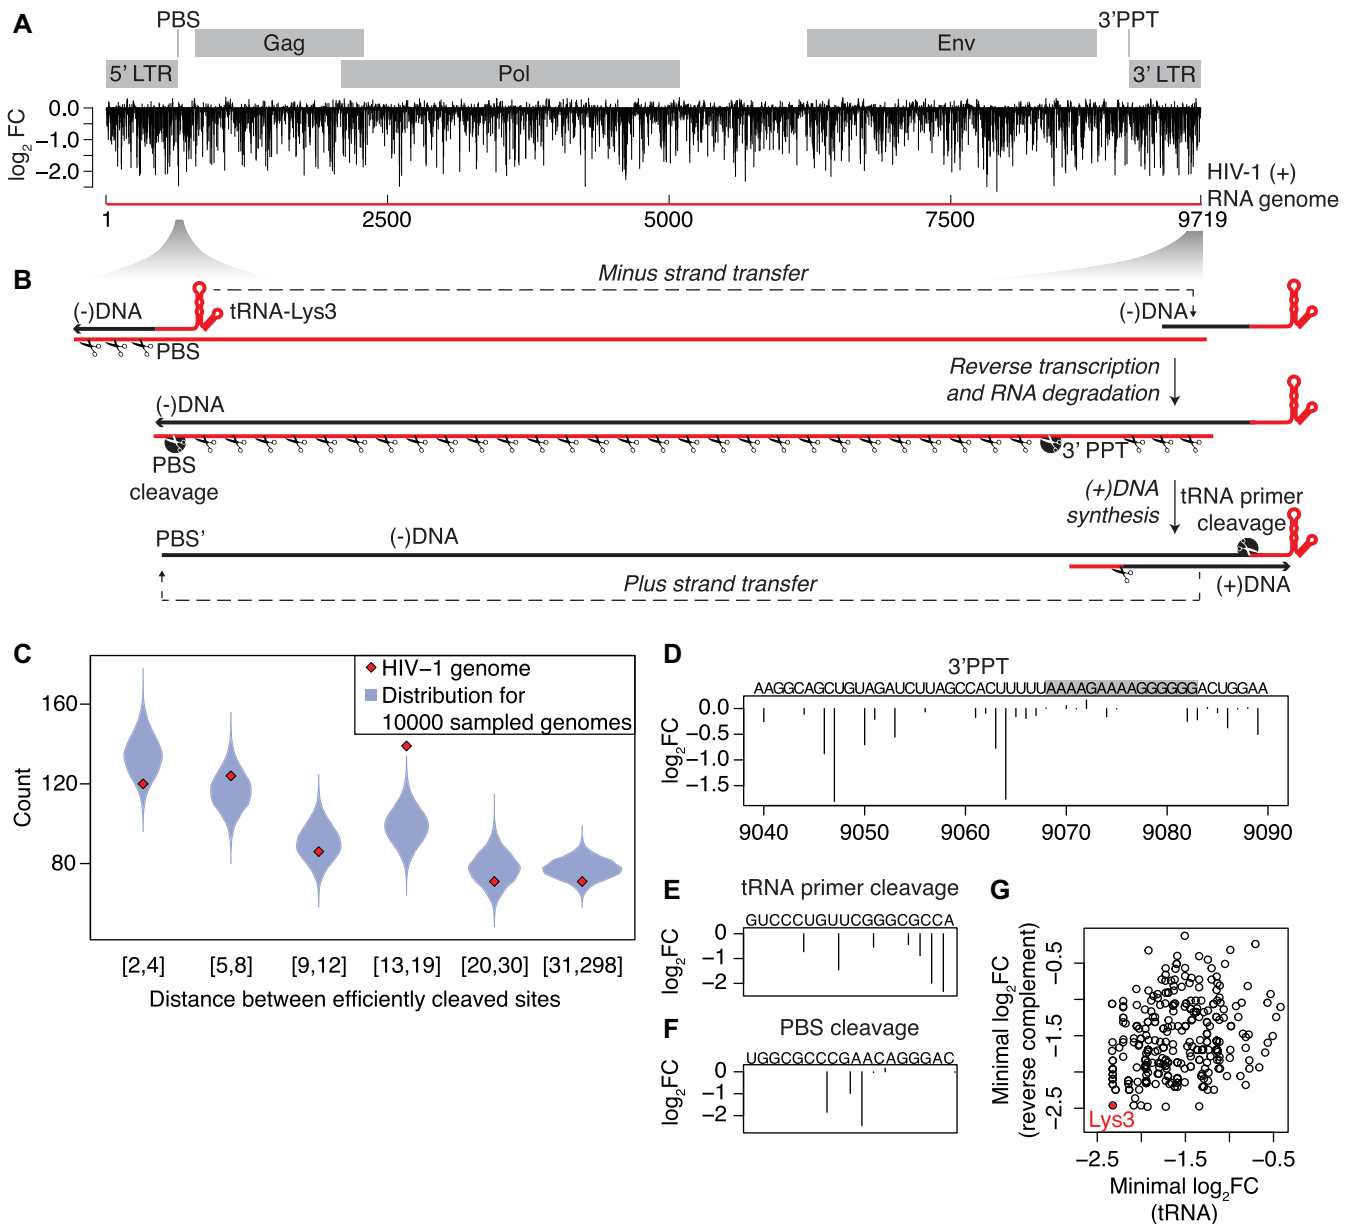 A
PBS
3'PPT
Gag
Env
5' LTR
Pol
3' LTR
0.0
−1.0
−2.0
log2 FC
HIV-1 (+)
RNA genome
1
2500
5000
7500
9719
B
Minus strand transfer
(-)DNA
tRNA-Lys3
(-)DNA
PBS
Reverse transcription
and RNA degradation
(-)DNA
3' PPT
PBS
cleavage
(+)DNA
synthesis
tRNA primer
cleavage
PBS'
(-)DNA
Plus strand transfer
(+)DNA
C
HIV−1 genome
Distribution for
10000 sampled genomes
160
120
80
Count
[2,4]
[5,8]
[9,12]
[13,19]
[20,30]
[31,298]
Distance between efficiently cleaved sites
D
3'PPT
AAGGCAGCUGUAGAUCUUAGCCACUUUUUAAAAGAAAAGGGGGGACUGGAA
0.0
−0.5
−1.0
−1.5
log2FC
9040
9050
9060
9070
9080
9090
E
tRNA primer cleavage
GUCCCUGUUCGGGCGCCA
0
−1
−2
log2FC
F
PBS cleavage
UGGCGCCCGAACAGGGAC
0
−1
−2
log2FC
G
−0.5
−1.5
−2.5
Minimal log2FC
(reverse complement)
Lys3
−2.5
−1.5
−0.5
Minimal log2FC
(tRNA)